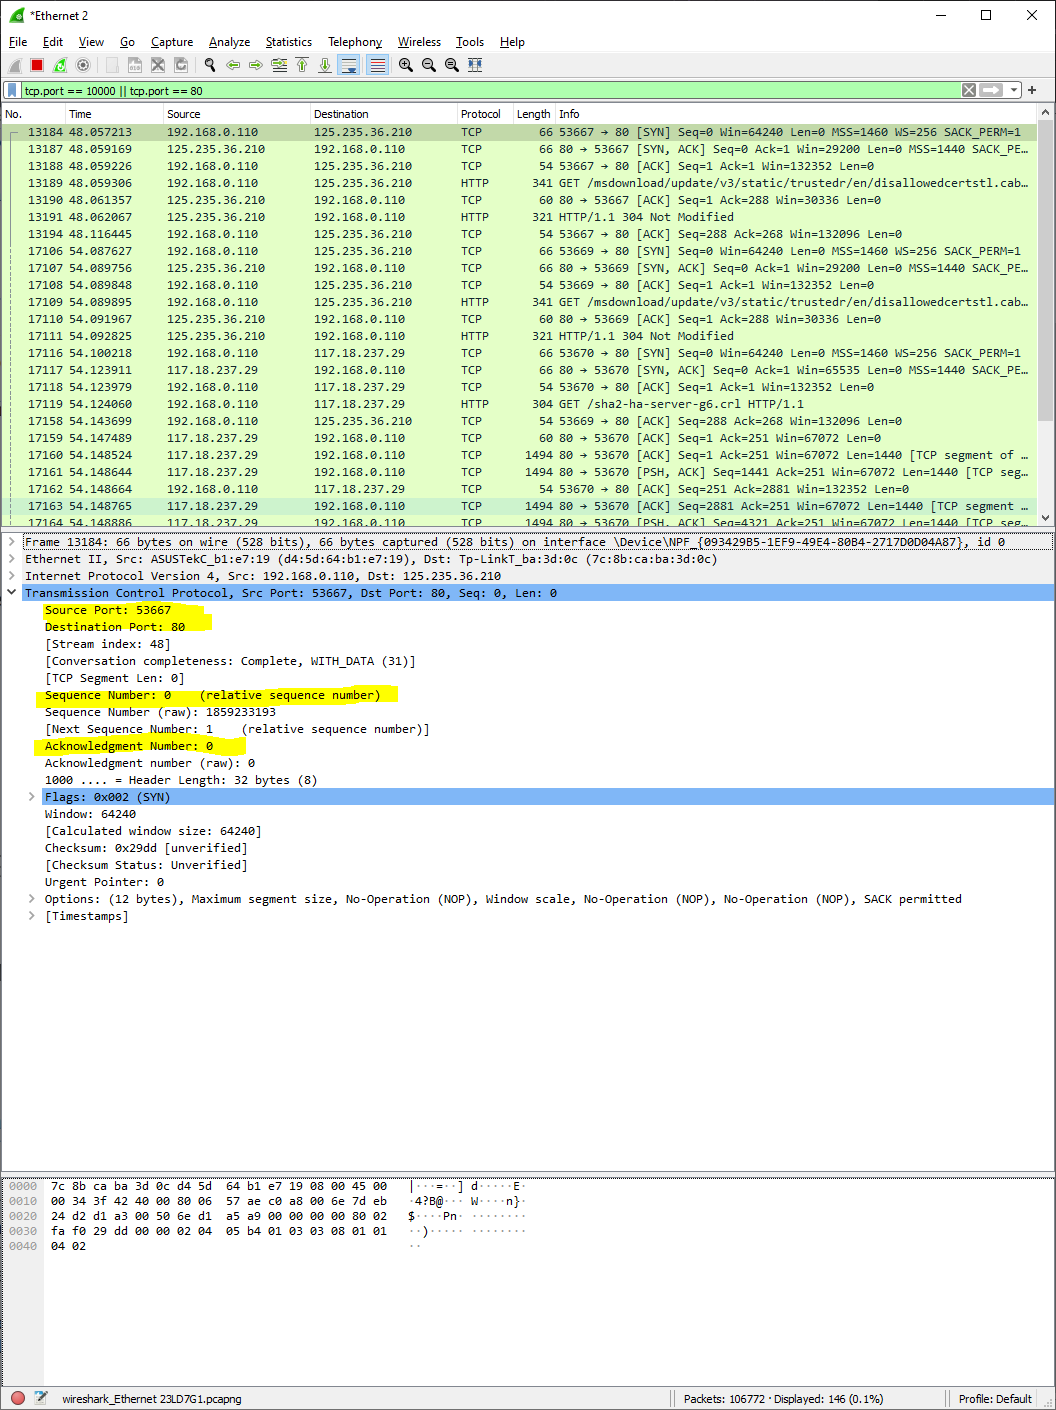 *Ethernet 2
File Edit View Go Capture Analyze Statistics Telephony Wireless Tools Help
tcp.port == 10000 || tcp.port == 80
No. Time Source Destination Protocol Length Info
13184 48.057213 192.168.0.110 125.235.36.210 TCP 66 53667 → 80 [SYN] Seq=0 Win=64240 Len=0 MSS=1460 WS=256 SACK_PERM=1
13187 48.059169 125.235.36.210 192.168.0.110 TCP 66 80 → 53667 [SYN, ACK] Seq=0 Ack=1 Win=29200 Len=0 MSS=1440 SACK_PE…
13188 48.059226 192.168.0.110 125.235.36.210 TCP 54 53667 → 80 [ACK] Seq=1 Ack=1 Win=132352 Len=0
13189 48.059306 192.168.0.110 125.235.36.210 HTTP 341 GET /msdownload/update/v3/static/trustedr/en/disallowedcertstl.cab…
13190 48.061357 125.235.36.210 192.168.0.110 TCP 60 80 → 53667 [ACK] Seq=1 Ack=288 Win=30336 Len=0
13191 48.062067 125.235.36.210 192.168.0.110 HTTP 321 HTTP/1.1 304 Not Modified
13194 48.116445 192.168.0.110 125.235.36.210 TCP 54 53667 → 80 [ACK] Seq=288 Ack=268 Win=132096 Len=0
17106 54.087627 192.168.0.110 125.235.36.210 TCP 66 53669 → 80 [SYN] Seq=0 Win=64240 Len=0 MSS=1460 WS=256 SACK_PERM=1
17107 54.089756 125.235.36.210 192.168.0.110 TCP 66 80 → 53669 [SYN, ACK] Seq=0 Ack=1 Win=29200 Len=0 MSS=1440 SACK_PE…
17108 54.089848 192.168.0.110 125.235.36.210 TCP 54 53669 → 80 [ACK] Seq=1 Ack=1 Win=132352 Len=0
17109 54.089895 192.168.0.110 125.235.36.210 HTTP 341 GET /msdownload/update/v3/static/trustedr/en/disallowedcertstl.cab…
17110 54.091967 125.235.36.210 192.168.0.110 TCP 60 80 → 53669 [ACK] Seq=1 Ack=288 Win=30336 Len=0
17111 54.092825 125.235.36.210 192.168.0.110 HTTP 321 HTTP/1.1 304 Not Modified
17116 54.100218 192.168.0.110 117.18.237.29 TCP 66 53670 → 80 [SYN] Seq=0 Win=64240 Len=0 MSS=1460 WS=256 SACK_PERM=1
17117 54.123911 117.18.237.29 192.168.0.110 TCP 66 80 → 53670 [SYN, ACK] Seq=0 Ack=1 Win=65535 Len=0 MSS=1440 SACK_PE…
17118 54.123979 192.168.0.110 117.18.237.29 TCP 54 53670 → 80 [ACK] Seq=1 Ack=1 Win=132352 Len=0
17119 54.124060 192.168.0.110 117.18.237.29 HTTP 304 GET /sha2-ha-server-g6.crl HTTP/1.1
17158 54.143699 192.168.0.110 125.235.36.210 TCP 54 53669 → 80 [ACK] Seq=288 Ack=268 Win=132096 Len=0
17159 54.147489 117.18.237.29 192.168.0.110 TCP 60 80 → 53670 [ACK] Seq=1 Ack=251 Win=67072 Len=0
17160 54.148524 117.18.237.29 192.168.0.110 TCP 1494 80 → 53670 [ACK] Seq=1 Ack=251 Win=67072 Len=1440 [TCP segment of …
17161 54.148644 117.18.237.29 192.168.0.110 TCP 1494 80 → 53670 [PSH, ACK] Seq=1441 Ack=251 Win=67072 Len=1440 [TCP seg…
17162 54.148664 192.168.0.110 117.18.237.29 TCP 54 53670 → 80 [ACK] Seq=251 Ack=2881 Win=132352 Len=0
17163 54.148765 117.18.237.29 192.168.0.110 TCP 1494 80 → 53670 [ACK] Seq=2881 Ack=251 Win=67072 Len=1440 [TCP segment …
17164 54.148886 117.18.237.29 192.168.0.110 TCP 1494 80 → 53670 [PSH, ACK] Seq=4321 Ack=251 Win=67072 Len=1440 [TCP seg…
Frame 13184: 66 bytes on wire (528 bits), 66 bytes captured (528 bits) on interface \Device\NPF_{093429B5-1EF9-49E4-80B4-2717D0D04A87}, id 0
Ethernet II, Src: ASUSTekC_b1:e7:19 (d4:5d:64:b1:e7:19), Dst: Tp-LinkT_ba:3d:0c (7c:8b:ca:ba:3d:0c)
Internet Protocol Version 4, Src: 192.168.0.110, Dst: 125.235.36.210
Transmission Control Protocol, Src Port: 53667, Dst Port: 80, Seq: 0, Len: 0
Source Port: 53667
Destination Port: 80
[Stream index: 48]
[Conversation completeness: Complete, WITH_DATA (31)]
[TCP Segment Len: 0]
Sequence Number: 0 (relative sequence number)
Sequence Number (raw): 1859233193
[Next Sequence Number: 1 (relative sequence number)]
Acknowledgment Number: 0
Acknowledgment number (raw): 0
1000 .... = Header Length: 32 bytes (8)
Flags: 0x002 (SYN)
Window: 64240
[Calculated window size: 64240]
Checksum: 0x29dd [unverified]
[Checksum Status: Unverified]
Urgent Pointer: 0
Options: (12 bytes), Maximum segment size, No-Operation (NOP), Window scale, No-Operation (NOP), No-Operation (NOP), SACK permitted
[Timestamps]
0000 7c 8b ca ba 3d 0c d4 5d 64 b1 e7 19 08 00 45 00 |···=··] d·····E·
0010 00 34 3f 42 40 00 80 06 57 ae c0 a8 00 6e 7d eb ·4?B@··· W····n}·
0020 24 d2 d1 a3 00 50 6e d1 a5 a9 00 00 00 00 80 02 $····Pn· ········
0030 fa f0 29 dd 00 00 02 04 05 b4 01 03 03 08 01 01 ··)····· ········
0040 04 02 ··
wireshark_Ethernet 23LD7G1.pcapng Packets: 106772 · Displayed: 146 (0.1%) Profile: Default